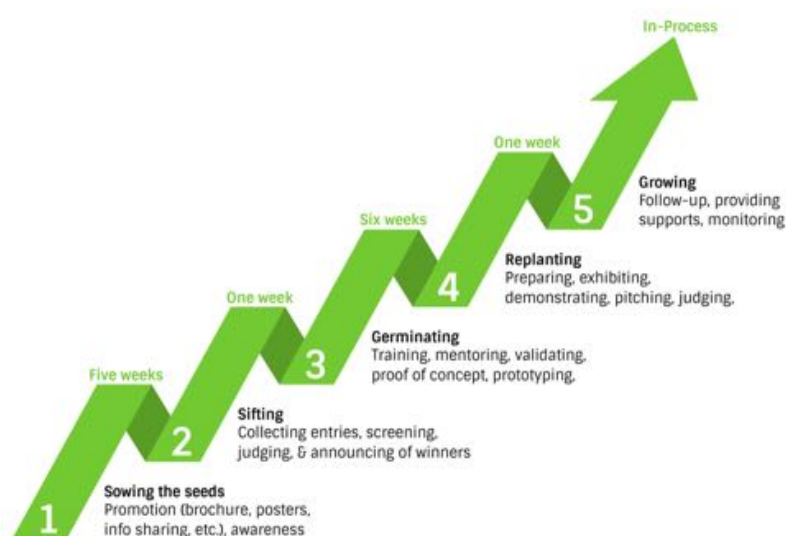 In-Process
One week
5
Growing
Follow-up, providing
supports, monitoring
Six weeks
4
Replanting
Preparing, exhibiting,
demonstrating, pitching, judging,
One week
3
Germinating
Training, mentoring, validating,
proof of concept, prototyping,
Five weeks
2
Sifting
Collecting entries, screening,
judging, & announcing of winners
1
Sowing the seeds
Promotion (brochure, posters,
info sharing, etc.), awareness